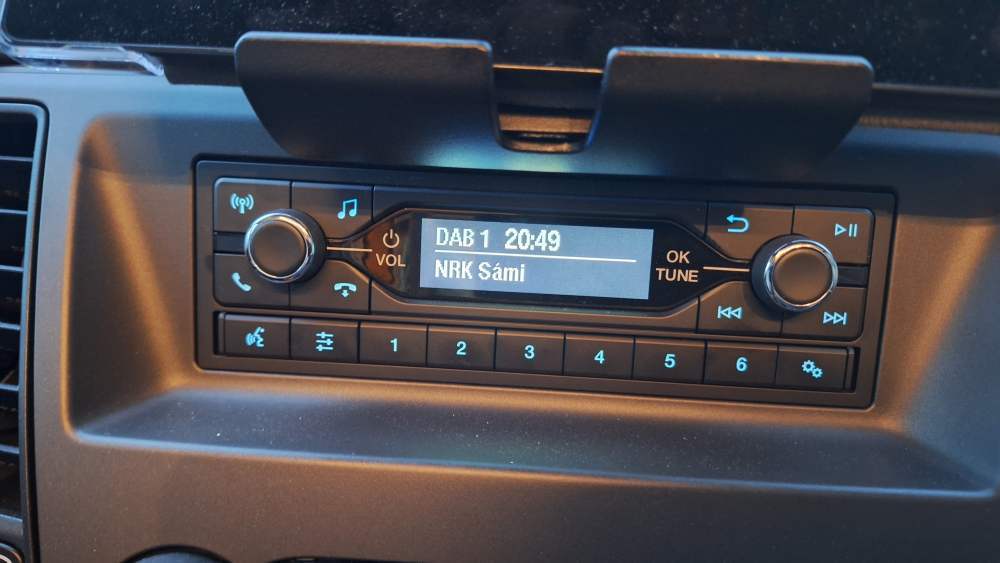 DAB 1 20:49
NRK Sámi
VOL
OK
TUNE
1 2 3 4 5 6